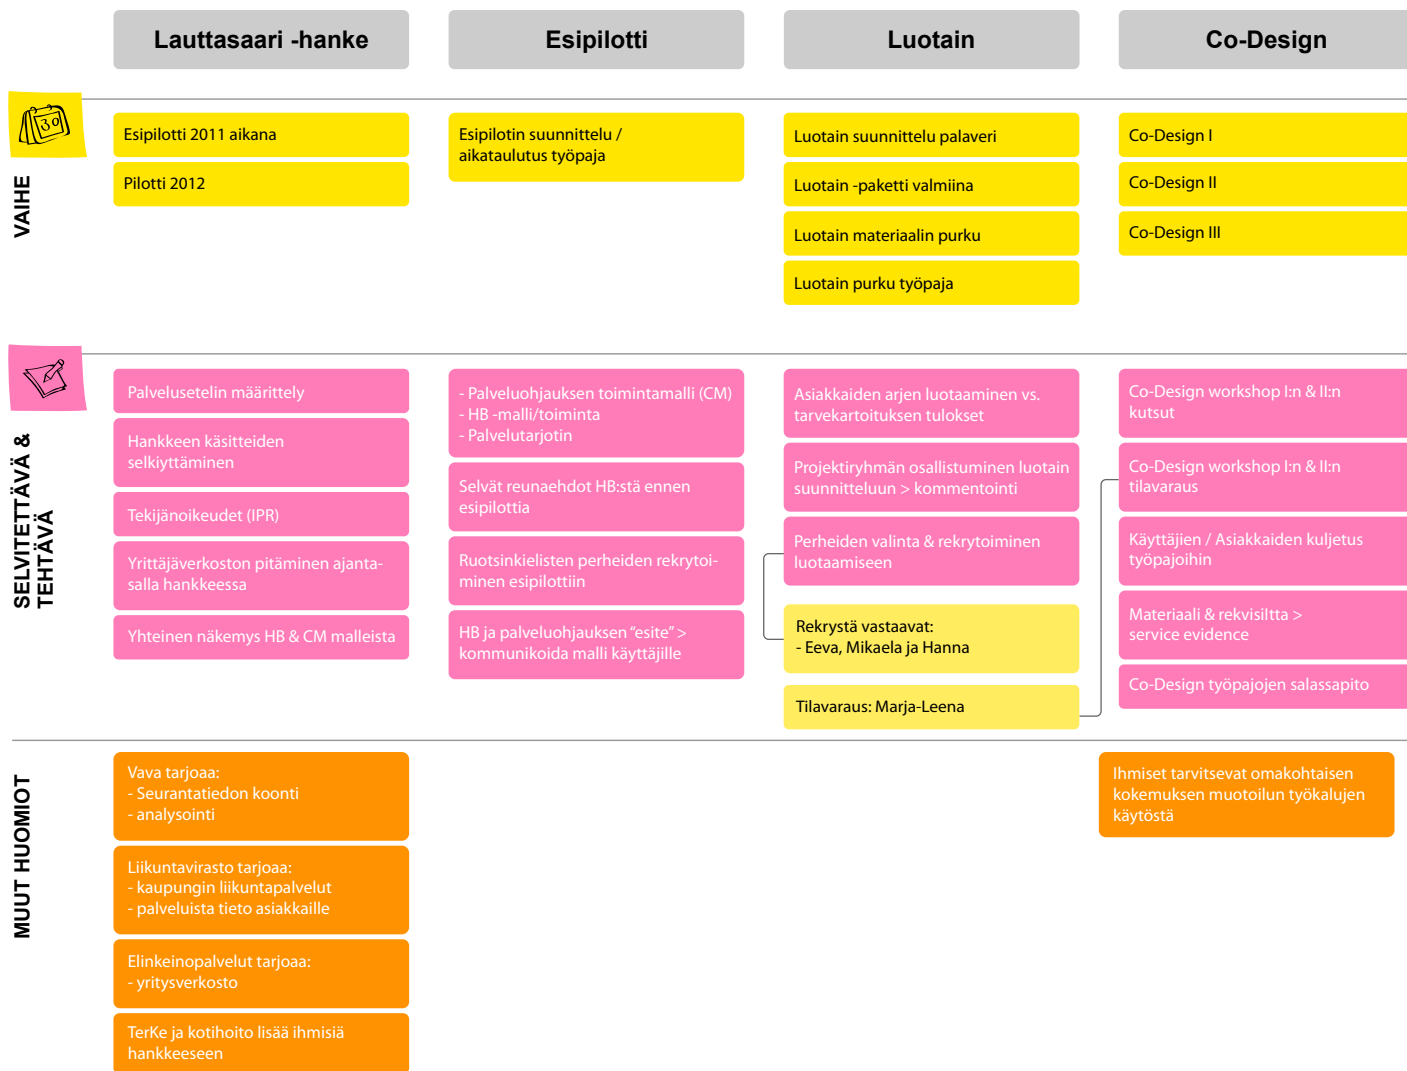 Lauttasaari -hanke
Esipilotti
Luotain
Co-Design
30
VAIHE
Esipilotti 2011 aikana
Pilotti 2012
Esipilotin suunnittelu /
aikataulutus työpaja
Luotain suunnittelu palaveri
Luotain -paketti valmiina
Luotain materiaalin purku
Luotain purku työpaja
Co-Design I
Co-Design II
Co-Design III
SELVITETTÄVÄ &
TEHTÄVÄ
Palvelusetelin määrittely
Hankkeen käsitteiden
selkiyttäminen
Tekijänoikeudet (IPR)
Yrittäjäverkoston pitäminen ajanta-
salla hankkeessa
Yhteinen näkemys HB & CM malleista
- Palveluohjauksen toimintamalli (CM)
- HB -malli/toiminta
- Palvelutarjotin
Selvät reunaehdot HB:stä ennen
esipilottia
Ruotsinkielisten perheiden rekrytoi-
minen esipilottiin
HB ja palveluohjauksen "esite" >
kommunikoida malli käyttäjille
Asiakkaiden arjen luotaaminen vs.
tarvekartoituksen tulokset
Projektiryhmän osallistuminen luotain
suunnitteluun > kommentointi
Perheiden valinta & rekrytoiminen
luotaamiseen
Rekrystä vastaavat:
- Eeva, Mikaela ja Hanna
Tilavaraus: Marja-Leena
Co-Design workshop I:n & II:n
kutsut
Co-Design workshop I:n & II:n
tilavaraus
Käyttäjien / Asiakkaiden kuljetus
työpajoihin
Materiaali & rekvisiltta >
service evidence
Co-Design työpajojen salassapito
MUUT HUOMIOT
Vava tarjoaa:
- Seurantatiedon koonti
- analysointi
Liikuntavirasto tarjoaa:
- kaupungin liikuntapalvelut
- palveluista tieto asiakkaille
Elinkeinopalvelut tarjoaa:
- yritysverkosto
TerKe ja kotihoito lisää ihmisiä
hankkeeseen
Ihmiset tarvitsevat omakohtaisen
kokemuksen muotoilun työkalujen
käytöstä